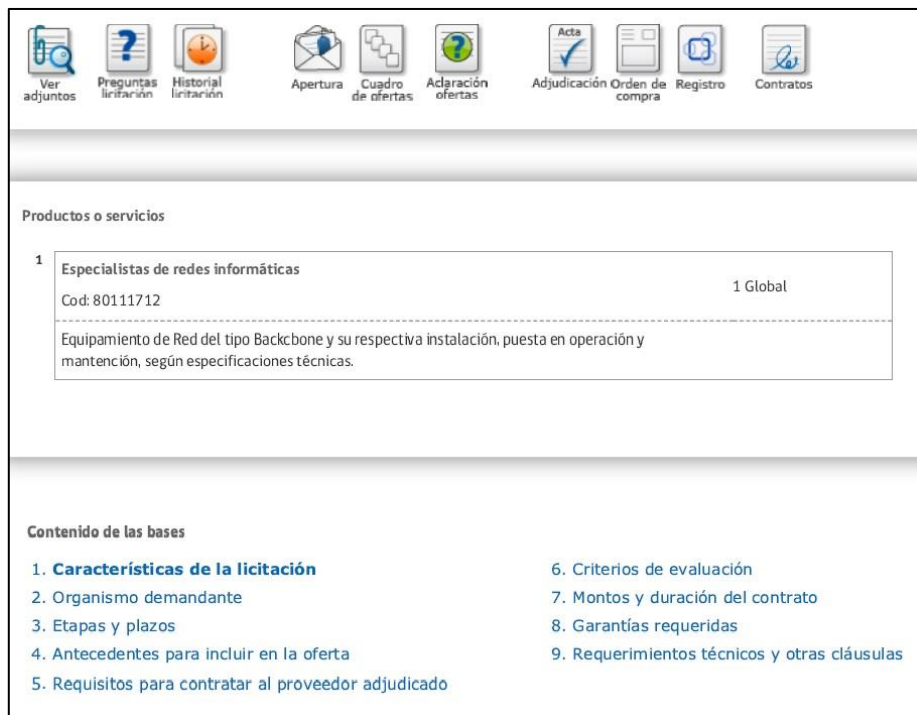 Ver adjuntos
Preguntas licitación
Historial licitación
Apertura
Cuadro de ofertas
Aclaración ofertas
Acta
Adjudicación
Orden de compra
Registro
Contratos
Productos o servicios
1
Especialistas de redes informáticas
Cod: 80111712
1 Global
Equipamiento de Red del tipo Backcbone y su respectiva instalación, puesta en operación y
mantención, según especificaciones técnicas.
Contenido de las bases
1. Características de la licitación
2. Organismo demandante
3. Etapas y plazos
4. Antecedentes para incluir en la oferta
5. Requisitos para contratar al proveedor adjudicado
6. Criterios de evaluación
7. Montos y duración del contrato
8. Garantías requeridas
9. Requerimientos técnicos y otras cláusulas